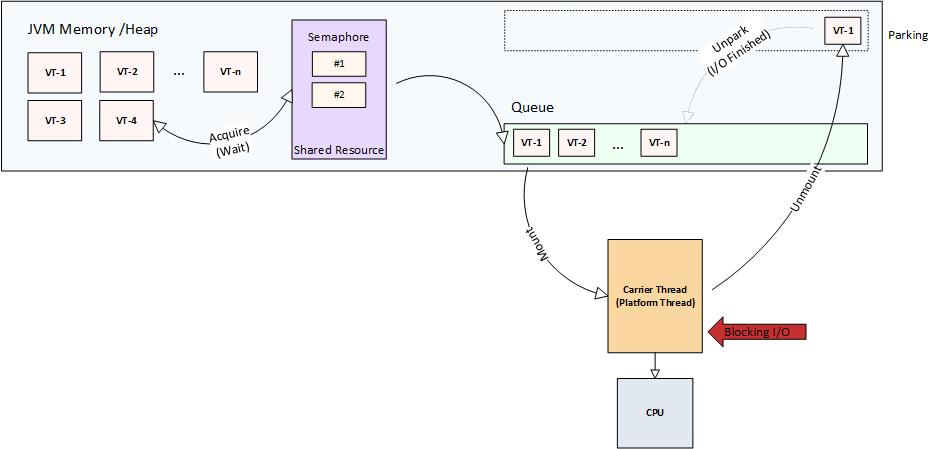 JVM Memory /Heap
VT-1
VT-2
...
VT-n
VT-3
VT-4
Acquire
(Wait)
Semaphore
#1
#2
Shared Resource
Queue
VT-1
VT-2
...
VT-n
Unpark
(I/O Finished)
VT-1
Parking
Mount
Unmount
Carrier Thread
(Platform Thread)
Blocking I/O
CPU